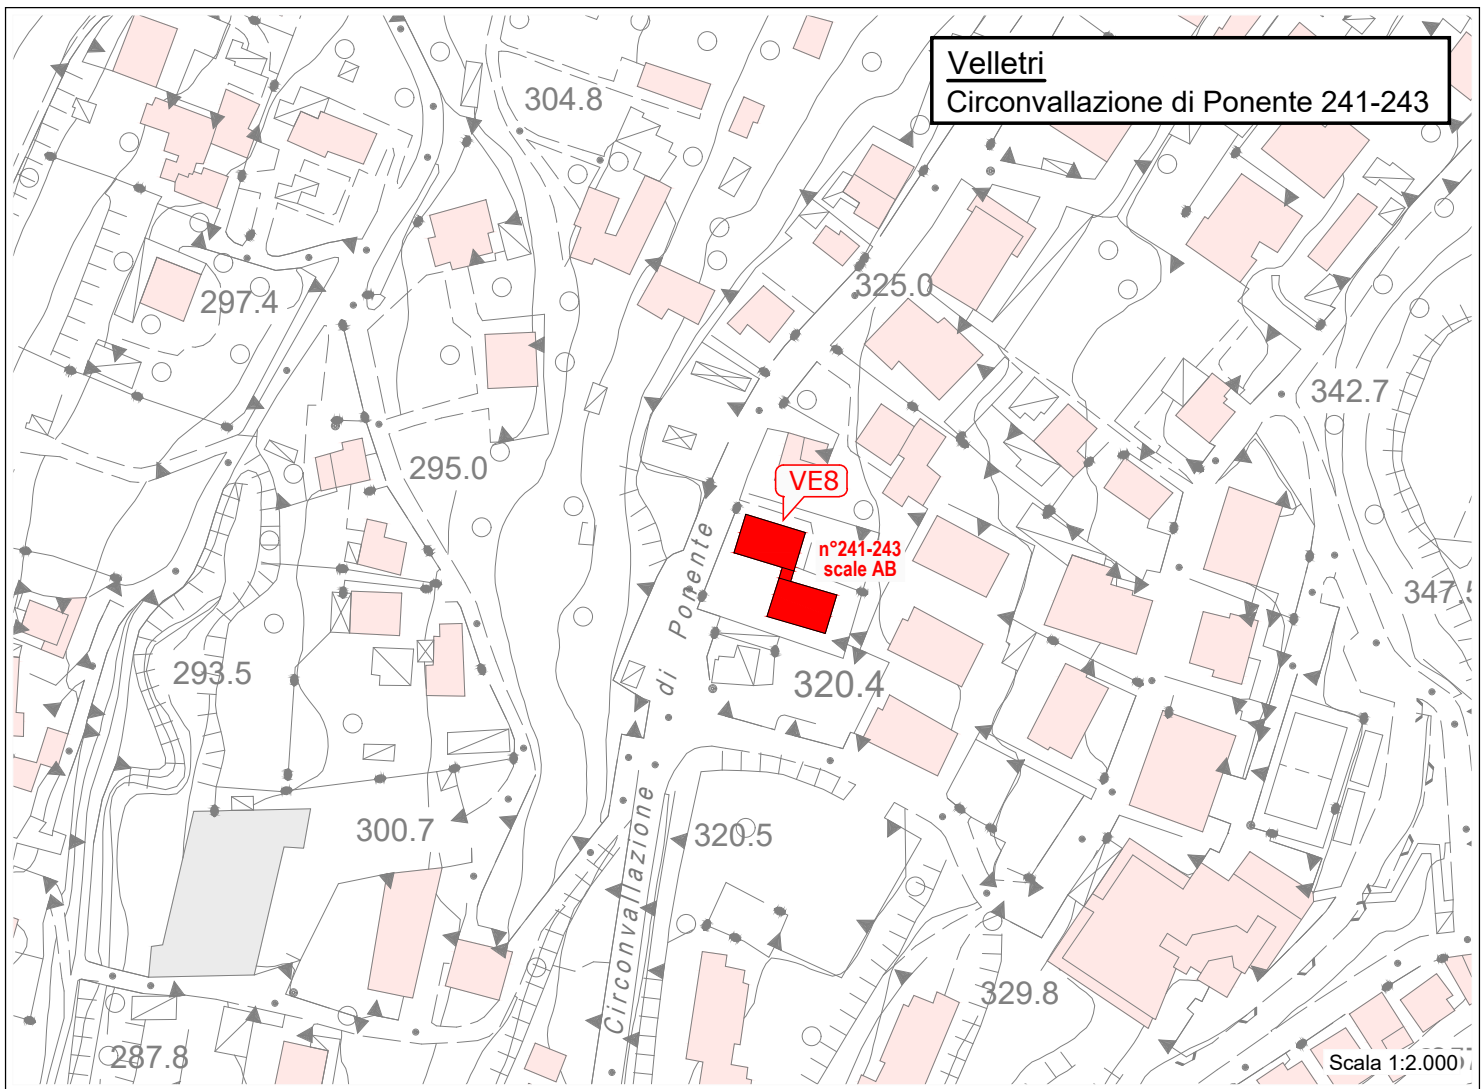 Velletri
Circonvallazione di Ponente 241-243
304.8
325.0
297.4
342.7
295.0
VE8
n°241-243
scale AB
347.5
293.5
320.4
300.7
320.5
Circonvallazione di Ponente
329.8
287.8
Scala 1:2.000